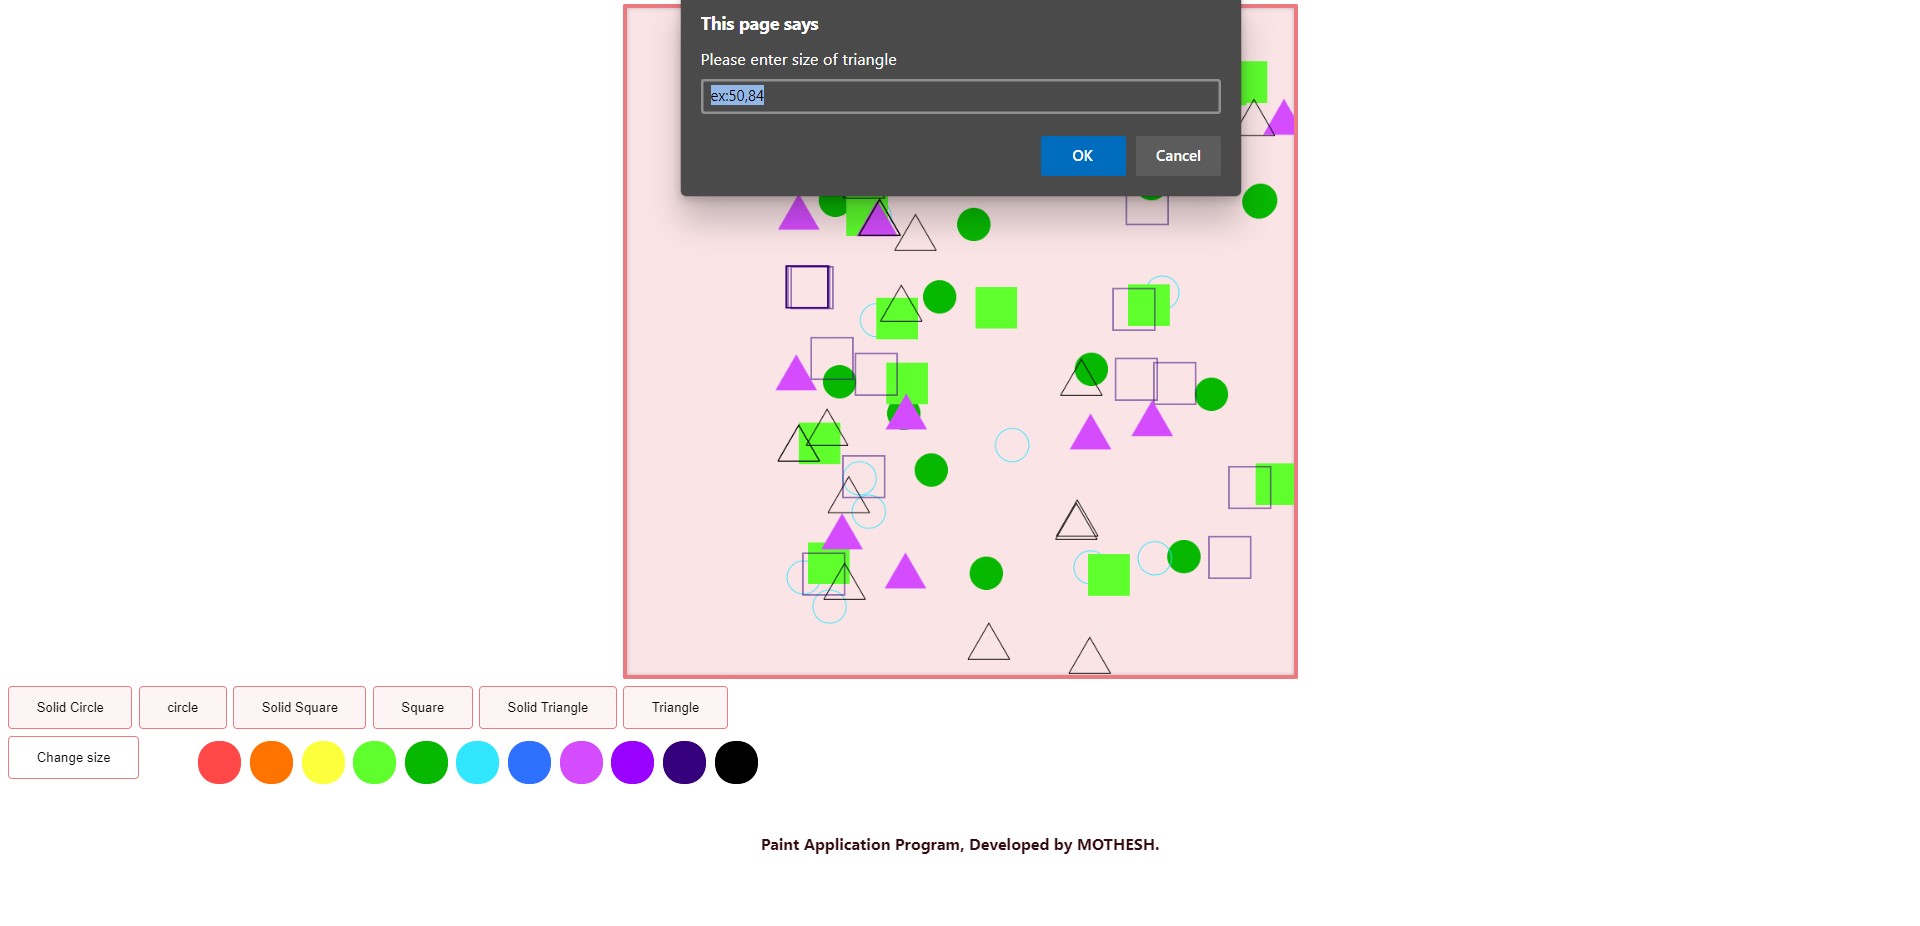 This page says
Please enter size of triangle
ex:50,84
OK
Cancel
Solid Circle
circle
Solid Square
Square
Solid Triangle
Triangle
Change size
Paint Application Program, Developed by MOTHESH.